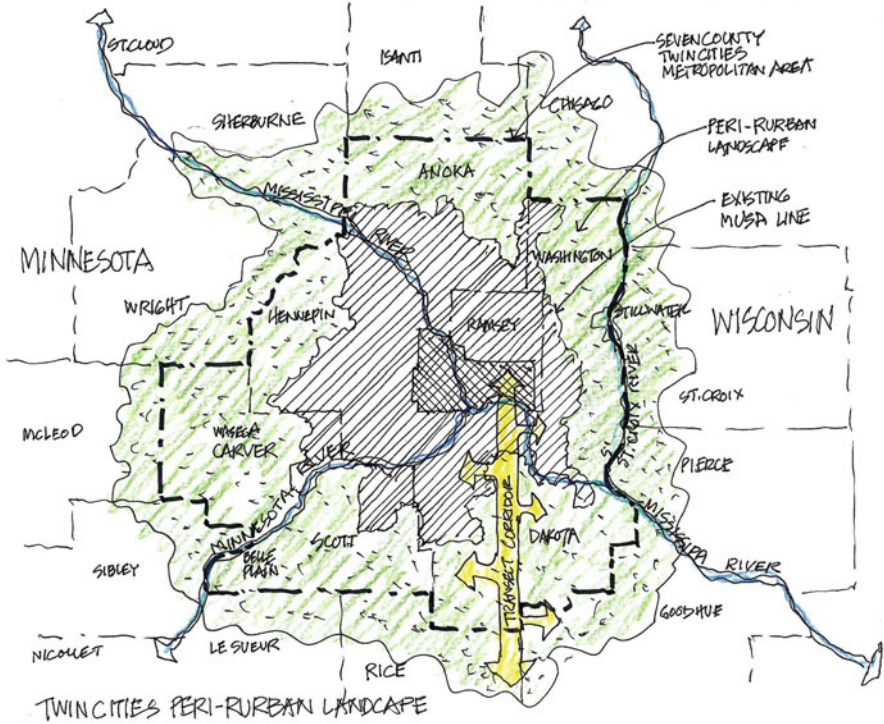 ST.CLOUD
ISANTI
SEVEN COUNTY
TWIN CITIES
METROPOLITAN AREA
SHERBURNE
CHISAGO
PERI-RURBAN
LANDSCAPE
ANOKA
EXISTING
MUSA LINE
MISSISSIPPI
RIVER
MINNESOTA
WASHINGTON
WRIGHT
HENNEPIN
RAMSEY
STILLWATER
WISCONSIN
ST. CROIX
ST. CROIX RIVER
MCLEOD
CARVER
PIERCE
MINNESOTA RIVER
MISSISSIPPI
RIVER
TRANSECT CORRIDOR
DAKOTA
SCOTT
BELLE
PLAIN
SIBLEY
GOODHUE
NICOLLET
LE SUEUR
RICE
TWIN CITIES PERI-RURBAN LANDCAPE